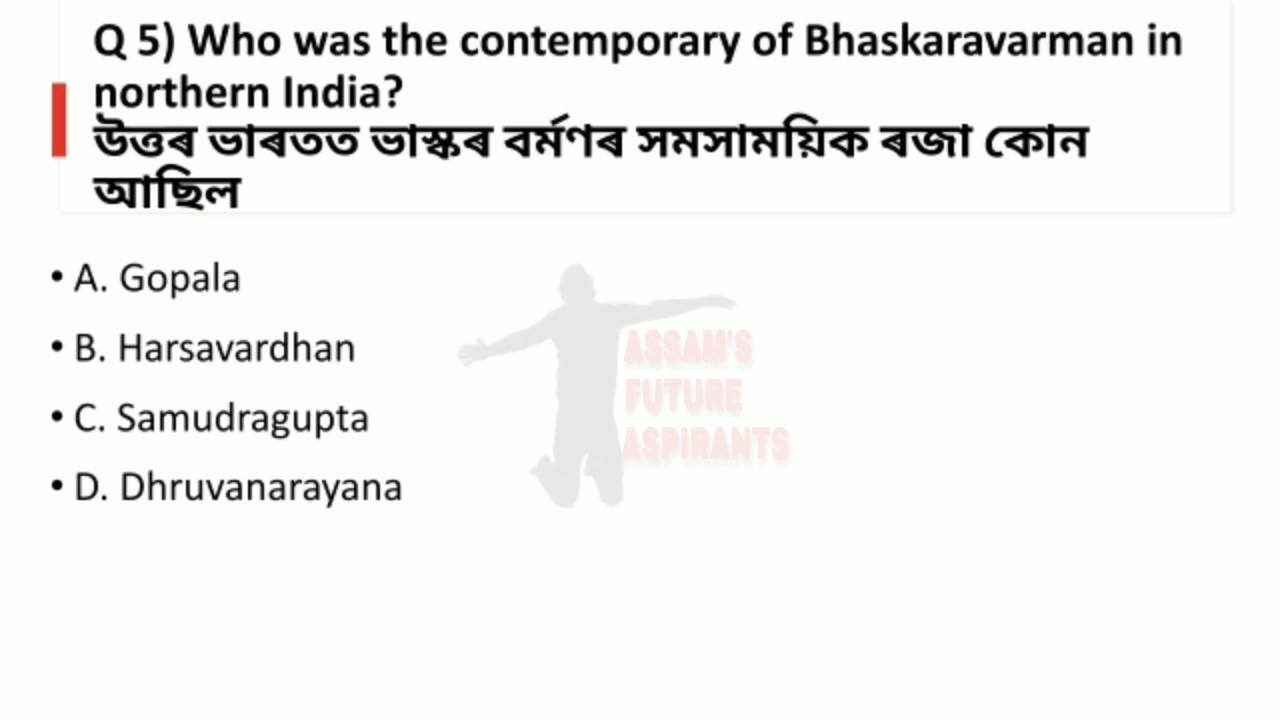 Q 5) Who was the contemporary of Bhaskaravarman in
northern India?
উত্তৰ ভাৰতত ভাস্কৰ বৰ্মণৰ সমসাময়িক ৰজা কোন
আছিল
• A. Gopala
• B. Harsavardhan
• C. Samudragupta
• D. Dhruvanarayana
ASSAM'S
FUTURE
ASPIRANTS